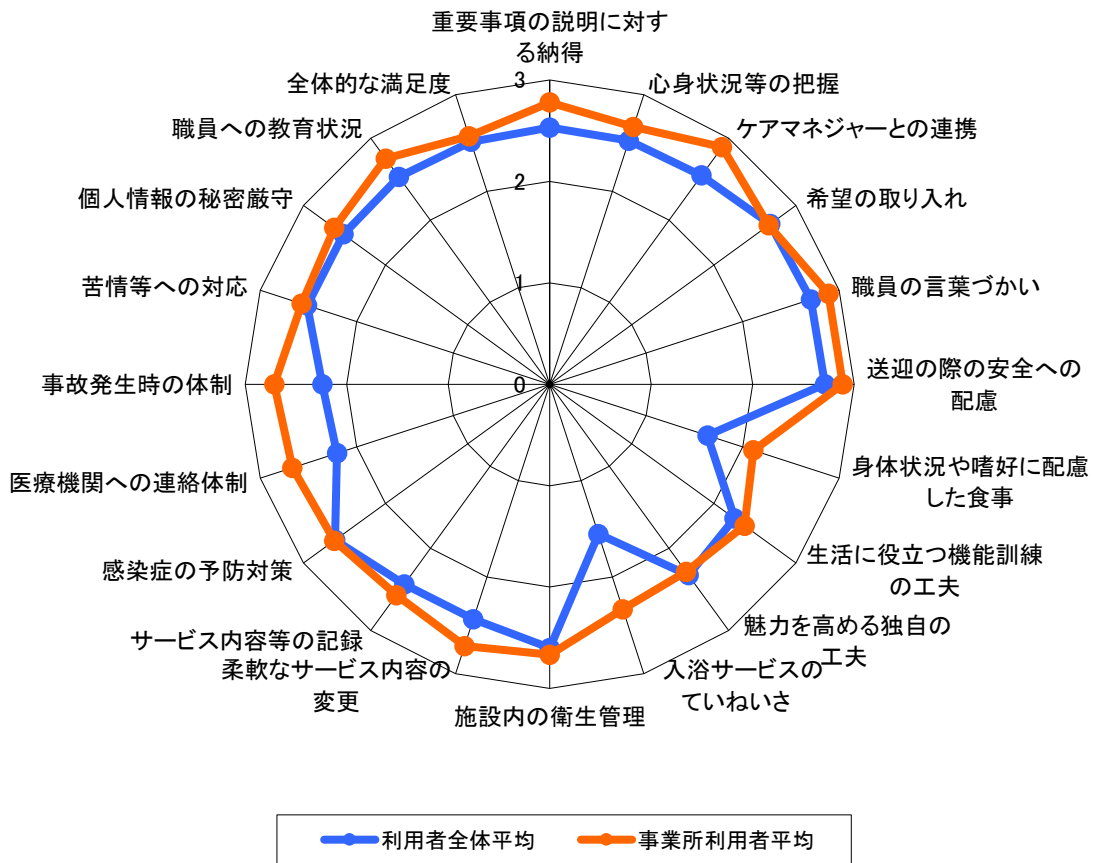 重要事項の説明に対す
る納得
心身状況等の把握
ケアマネジャーとの連携
希望の取り入れ
職員の言葉づかい
送迎の際の安全への
配慮
身体状況や嗜好に配慮
した食事
生活に役立つ機能訓練
の工夫
魅力を高める独自の
工夫
入浴サービスの
ていねいさ
施設内の衛生管理
柔軟なサービス内容の
変更
サービス内容等の記録
感染症の予防対策
医療機関への連絡体制
事故発生時の体制
苦情等への対応
個人情報の秘密厳守
職員への教育状況
全体的な満足度
3
2
1
0
利用者全体平均
事業所利用者平均